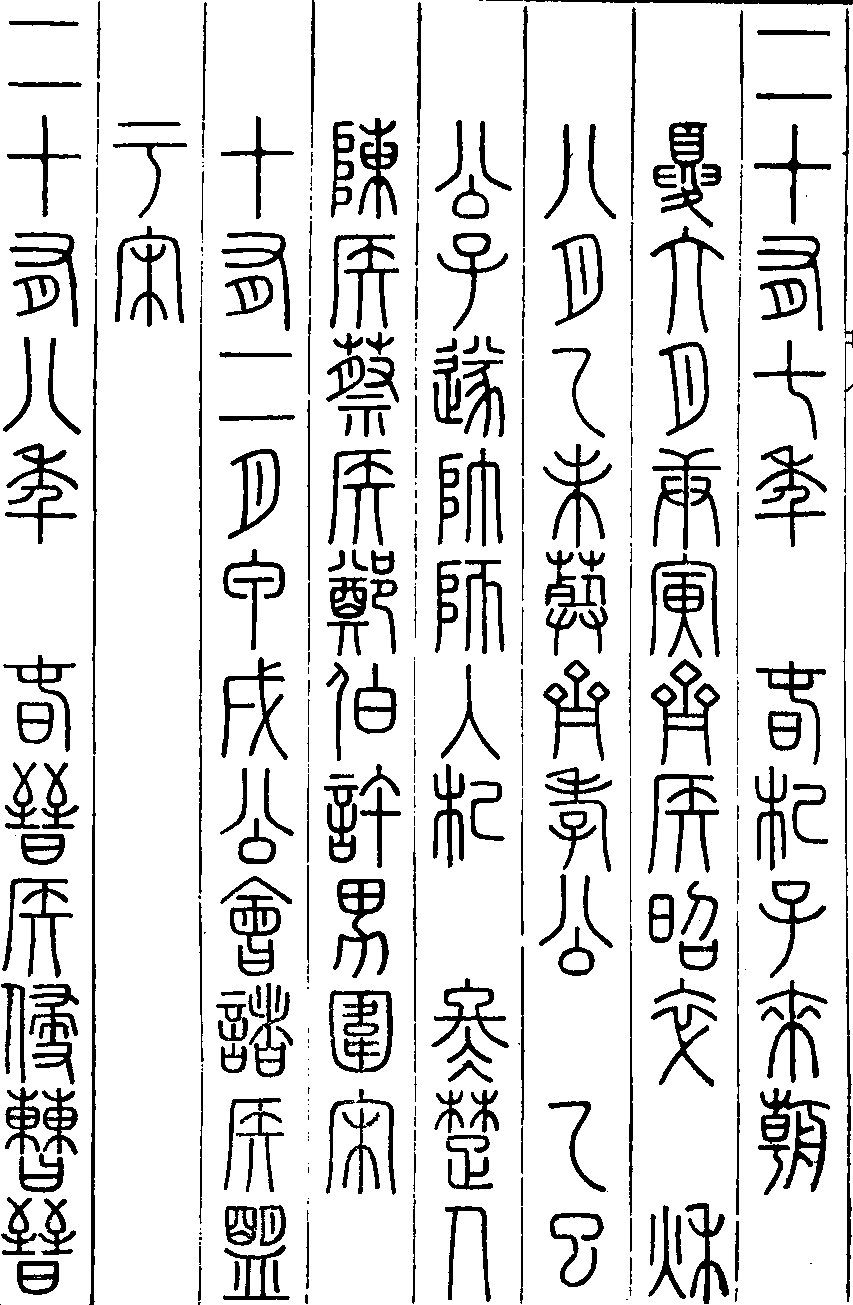 二十有七年　春杞子來朝
夏六月庚寅齊侯昭卒　秋
八月乙未葬齊孝公　乙巳
公子遂帥師入杞　冬楚人
陳侯蔡侯鄭伯許男圍宋
十有二月甲戌公會諸侯盟
于宋
二十有八年　春晉侯侵曹晉